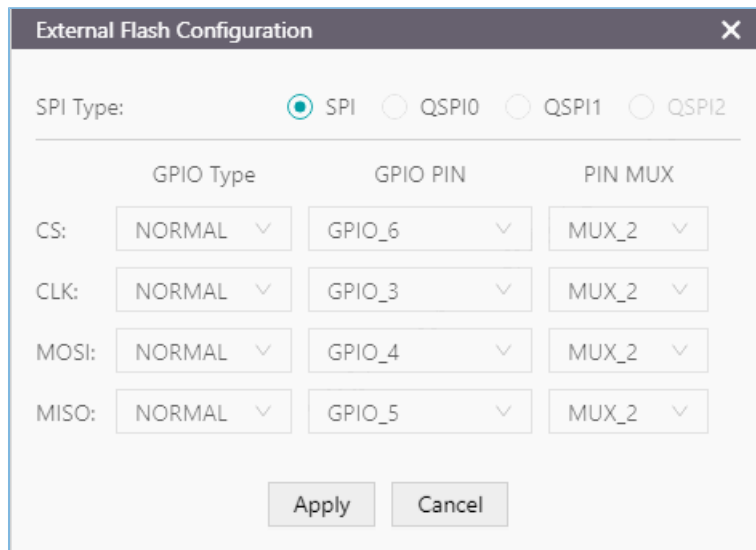 External Flash Configuration
SPI Type: SPI QSPI0 QSPI1 QSPI2
GPIO Type GPIO PIN PIN MUX
CS: NORMAL GPIO_6 MUX_2
CLK: NORMAL GPIO_3 MUX_2
MOSI: NORMAL GPIO_4 MUX_2
MISO: NORMAL GPIO_5 MUX_2
Apply Cancel